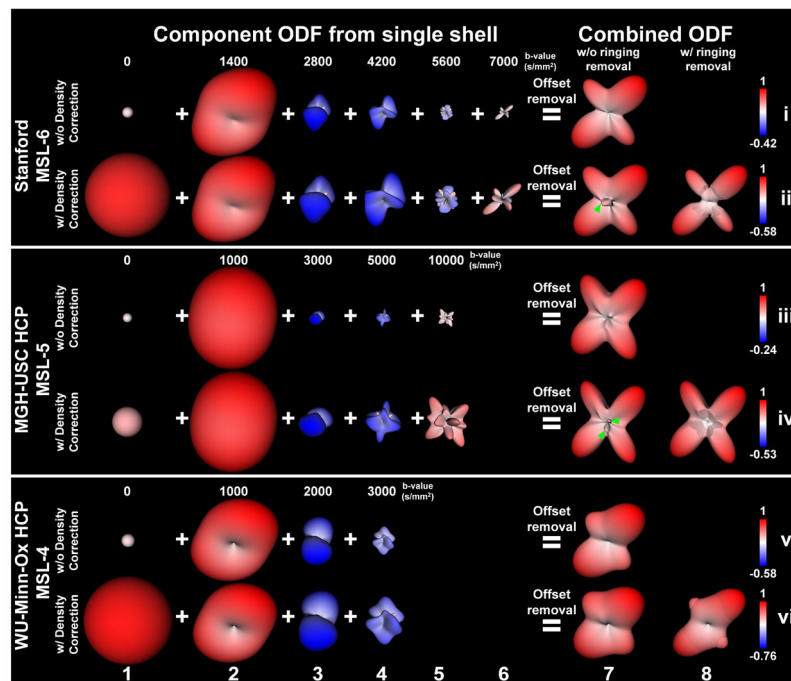 Component ODF from single shell
Combined ODF
w/o ringing removal
w/ ringing removal
0 1400 2800 4200 5600 7000 b-value (s/mm²)
Stanford MSL-6
w/o Density Correction
+ + + + + = Offset removal
1
-0.42
i
w/ Density Correction
+ + + + + = Offset removal
1
-0.58
ii
0 1000 3000 5000 10000 b-value (s/mm²)
MGH-USC HCP MSL-5
w/o Density Correction
+ + + + = Offset removal
1
-0.24
iii
w/ Density Correction
+ + + + = Offset removal
1
-0.53
iv
0 1000 2000 3000 b-value (s/mm²)
WU-Minn-Ox HCP MSL-4
w/o Density Correction
+ + + = Offset removal
1
-0.58
v
w/ Density Correction
+ + + = Offset removal
1
-0.76
vi
1 2 3 4 5 6 7 8